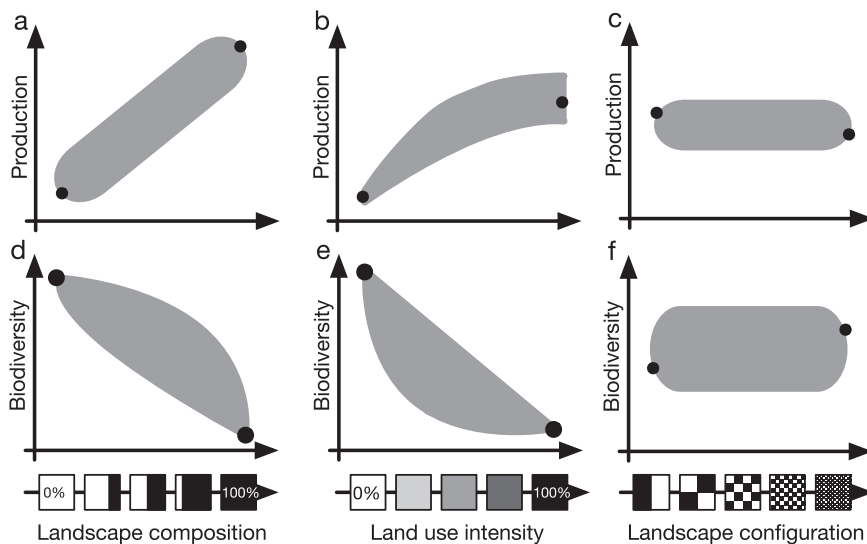 a
b
c
Production
Production
Production
d
e
f
Biodiversity
Biodiversity
Biodiversity
0%
100%
0%
100%
Landscape composition
Land use intensity
Landscape configuration